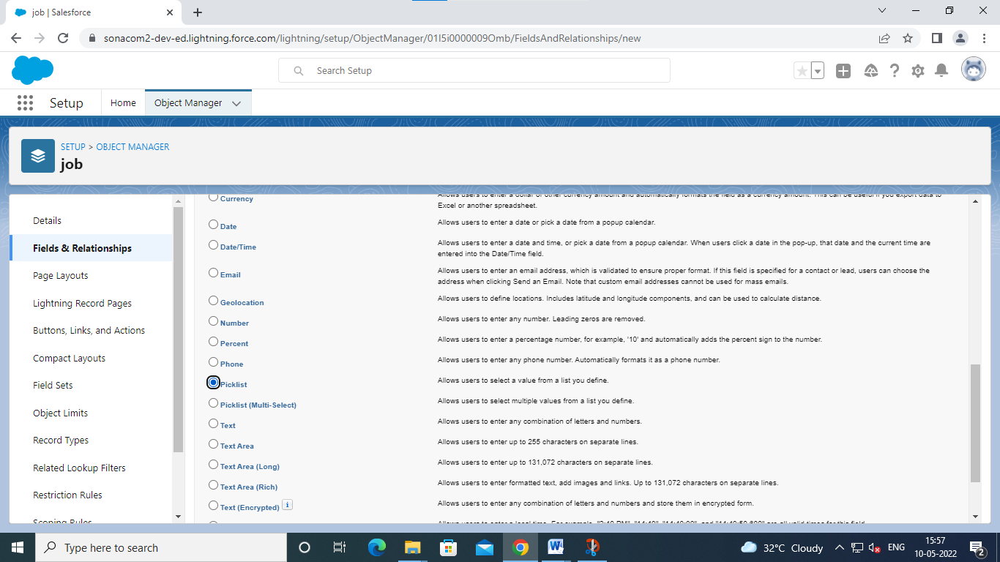 job | Salesforce
sonacom2-dev-ed.lightning.force.com/lightning/setup/ObjectManager/01I5i0000009Omb/FieldsAndRelationships/new
Search Setup
Setup
Home
Object Manager
SETUP > OBJECT MANAGER
job
Details
Fields & Relationships
Page Layouts
Lightning Record Pages
Buttons, Links, and Actions
Compact Layouts
Field Sets
Object Limits
Record Types
Related Lookup Filters
Restriction Rules
Scoping Rules
Currency
Allows users to enter a dollar or other currency amount and automatically formats the field as a currency amount. This can be useful if you export data to
Excel or another spreadsheet.
Date
Allows users to enter a date or pick a date from a popup calendar.
Date/Time
Allows users to enter a date and time, or pick a date from a popup calendar. When users click a date in the pop-up, that date and the current time are
entered into the Date/Time field.
Email
Allows users to enter an email address, which is validated to ensure proper format. If this field is specified for a contact or lead, users can choose the
address when clicking Send an Email. Note that custom email addresses cannot be used for mass emails.
Geolocation
Allows users to define locations. Includes latitude and longitude components, and can be used to calculate distance.
Number
Allows users to enter any number. Leading zeros are removed.
Percent
Allows users to enter a percentage number, for example, '10' and automatically adds the percent sign to the number.
Phone
Allows users to enter any phone number. Automatically formats it as a phone number.
Picklist
Allows users to select a value from a list you define.
Picklist (Multi-Select)
Allows users to select multiple values from a list you define.
Text
Allows users to enter any combination of letters and numbers.
Text Area
Allows users to enter up to 255 characters on separate lines.
Text Area (Long)
Allows users to enter up to 131,072 characters on separate lines.
Text Area (Rich)
Allows users to enter formatted text, add images and links. Up to 131,072 characters on separate lines.
Text (Encrypted) i
Allows users to enter any combination of letters and numbers and store them in encrypted form.
Allows users to enter a local time. For example, "2:40 PM", "14:40", "14:40:00", and "14:40:50.600" are all valid times for this field.
Type here to search
32°C Cloudy
ENG
15:57
10-05-2022
2